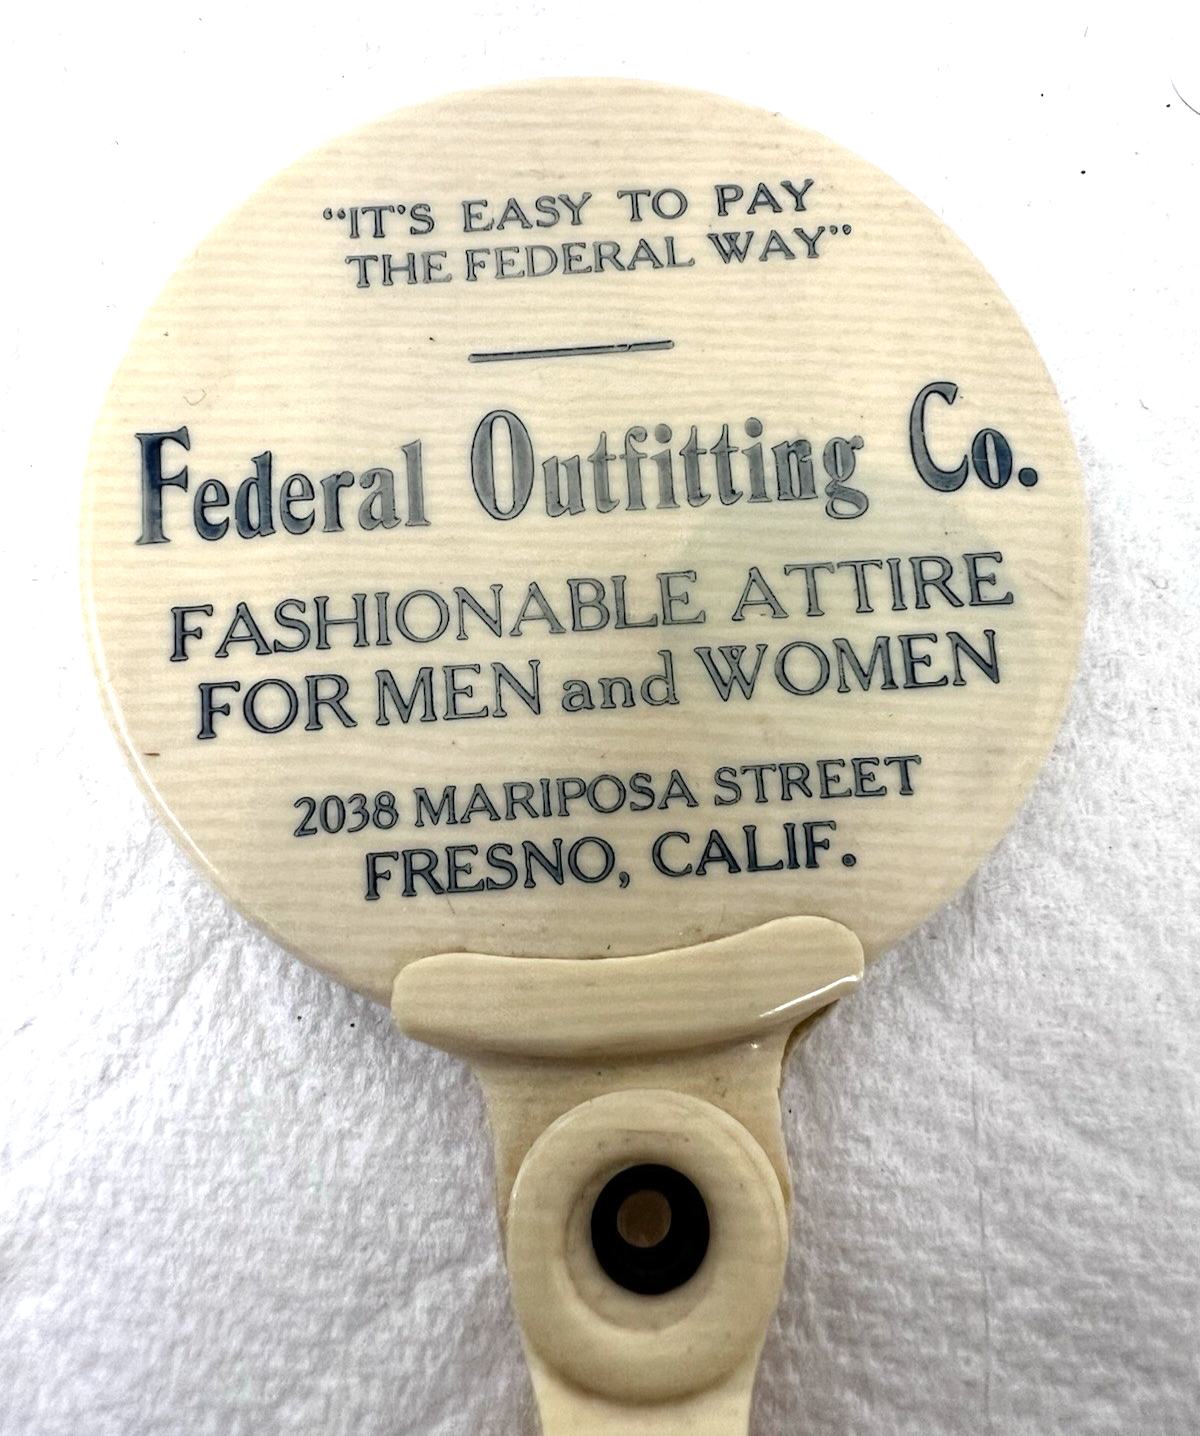 “IT’S EASY TO PAY
THE FEDERAL WAY”
Federal Outfitting Co.
FASHIONABLE ATTIRE
FOR MEN and WOMEN
2038 MARIPOSA STREET
FRESNO, CALIF.